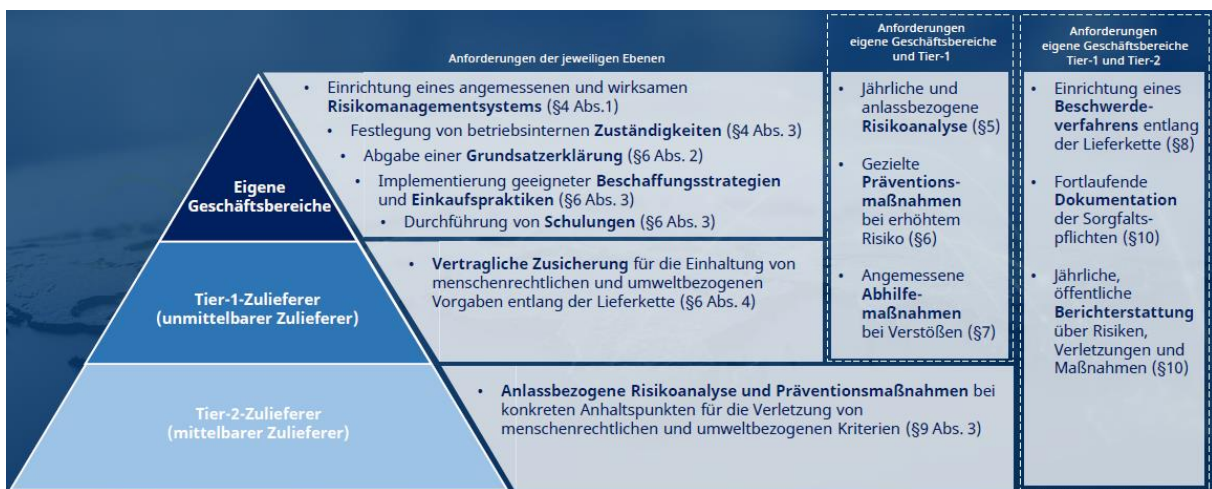 Anforderungen der jeweiligen Ebenen
• Einrichtung eines angemessenen und wirksamen
Risikomanagementsystems (§4 Abs.1)
• Festlegung von betriebsinternen Zuständigkeiten (§4 Abs. 3)
• Abgabe einer Grundsatzerklärung (§6 Abs. 2)
• Implementierung geeigneter Beschaffungsstrategien
und Einkaufspraktiken (§6 Abs. 3)
• Durchführung von Schulungen (§6 Abs. 3)
Eigene
Geschäftsbereiche
• Vertragliche Zusicherung für die Einhaltung von
menschenrechtlichen und umweltbezogenen
Vorgaben entlang der Lieferkette (§6 Abs. 4)
Tier-1-Zulieferer
(unmittelbarer Zulieferer)
• Anlassbezogene Risikoanalyse und Präventionsmaßnahmen bei
konkreten Anhaltspunkten für die Verletzung von
menschenrechtlichen und umweltbezogenen Kriterien (§9 Abs. 3)
Tier-2-Zulieferer
(mittelbarer Zulieferer)
Anforderungen
eigene Geschäftsbereiche
und Tier-1
• Jährliche und
anlassbezogene
Risikoanalyse (§5)
• Gezielte
Präventions-
maßnahmen
bei erhöhtem
Risiko (§6)
• Angemessene
Abhilfe-
maßnahmen
bei Verstößen (§7)
Anforderungen
eigene Geschäftsbereiche
Tier-1 und Tier-2
• Einrichtung eines
Beschwerde-
verfahrens entlang
der Lieferkette (§8)
• Fortlaufende
Dokumentation
der Sorgfalts-
pflichten (§10)
• Jährliche,
öffentliche
Berichterstattung
über Risiken,
Verletzungen und
Maßnahmen (§10)